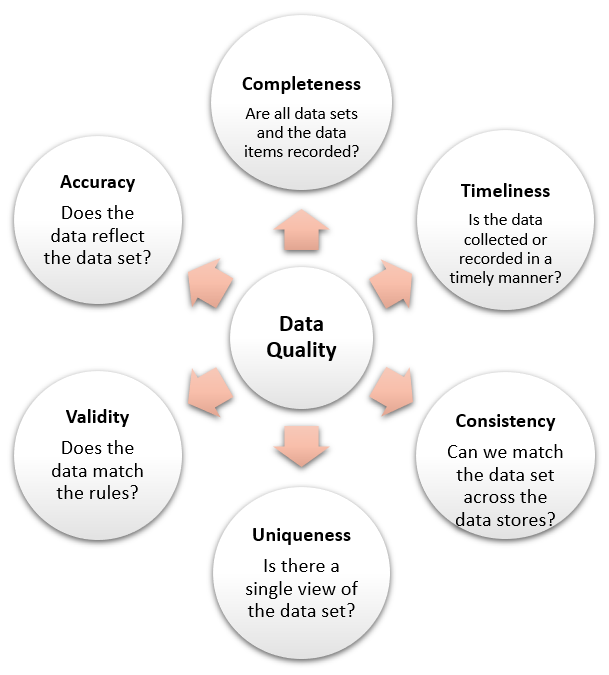 Completeness
Are all data sets
and the data
items recorded?
Accuracy
Does the
data reflect
the data set?
Timeliness
Is the data
collected or
recorded in a
timely manner?
Data
Quality
Validity
Does the
data match
the rules?
Consistency
Can we match
the data set
across the
data stores?
Uniqueness
Is there a
single view of
the data set?